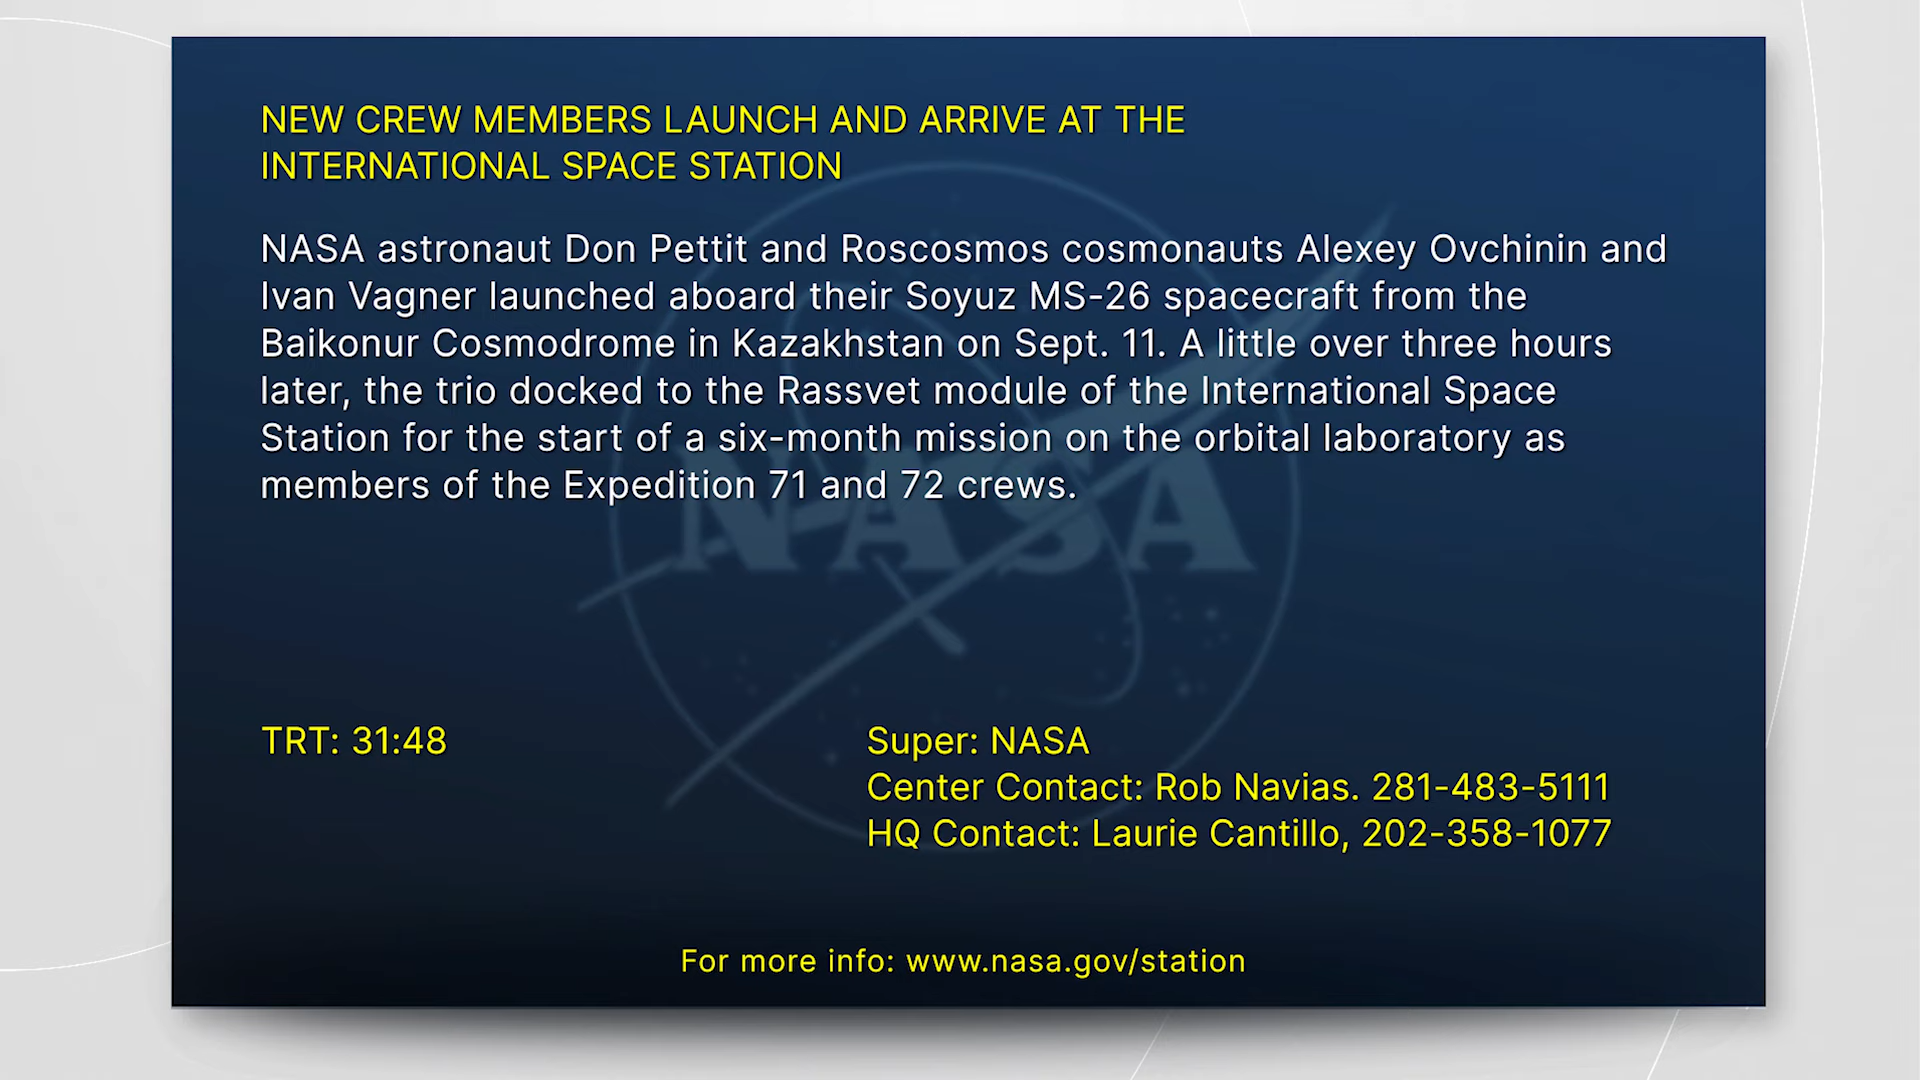 NEW CREW MEMBERS LAUNCH AND ARRIVE AT THE
INTERNATIONAL SPACE STATION
NASA astronaut Don Pettit and Roscosmos cosmonauts Alexey Ovchinin and
Ivan Vagner launched aboard their Soyuz MS-26 spacecraft from the
Baikonur Cosmodrome in Kazakhstan on Sept. 11. A little over three hours
later, the trio docked to the Rassvet module of the International Space
Station for the start of a six-month mission on the orbital laboratory as
members of the Expedition 71 and 72 crews.
NASA
TRT: 31:48
Super: NASA
Center Contact: Rob Navias. 281-483-5111
HQ Contact: Laurie Cantillo, 202-358-1077
For more info: www.nasa.gov/station